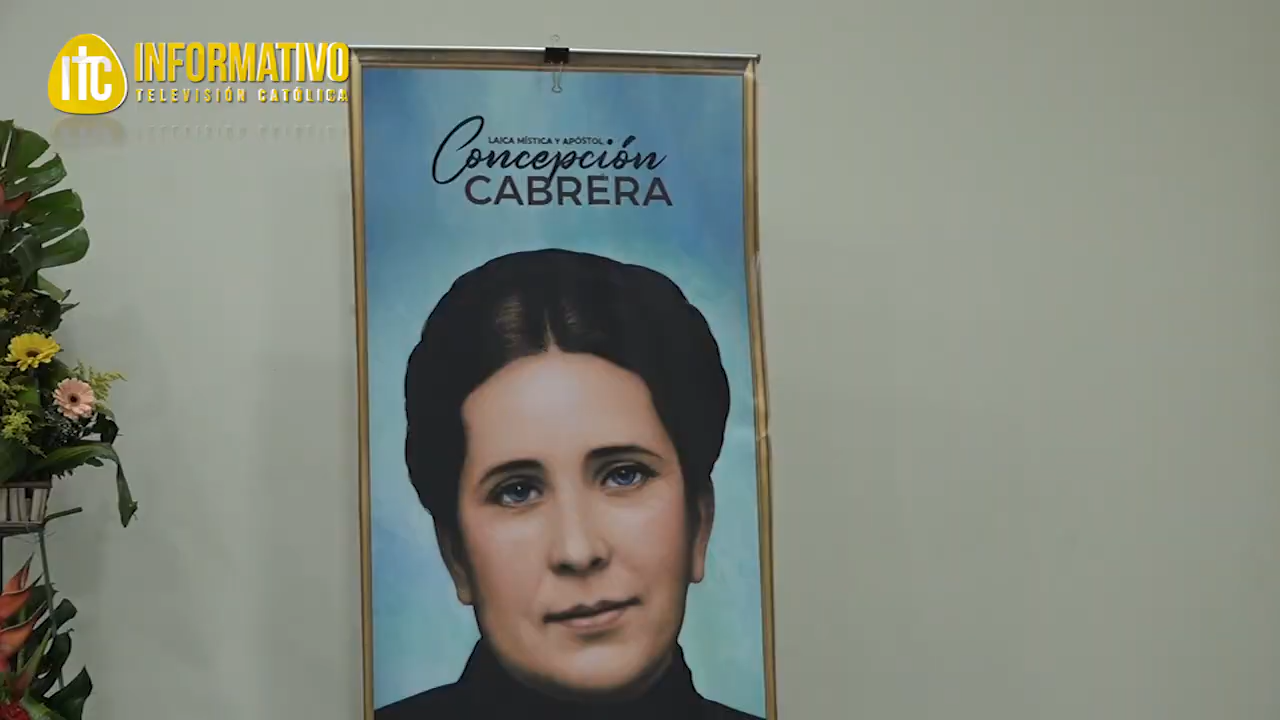 iTC INFORMATIVO
TELEVISIÓN CATÓLICA
LAICA MÍSTICA Y APÓSTOL
Concepción
CABRERA